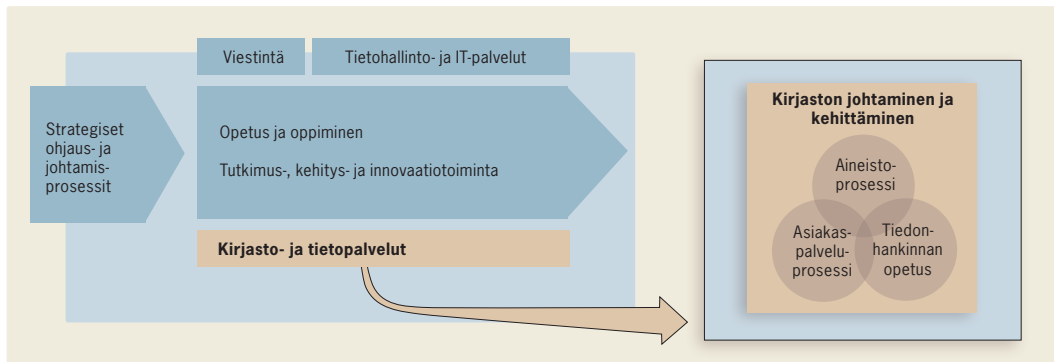 Viestintä
Tietohallinto- ja IT-palvelut
Strategiset
ohjaus- ja
johtamis-
prosessit
Opetus ja oppiminen
Tutkimus-, kehitys- ja innovaatiotoiminta
Kirjasto- ja tietopalvelut
Kirjaston johtaminen ja
kehittäminen
Aineisto-
prosessi
Asiakas-
palvelu-
prosessi
Tiedon-
hankinnan
opetus